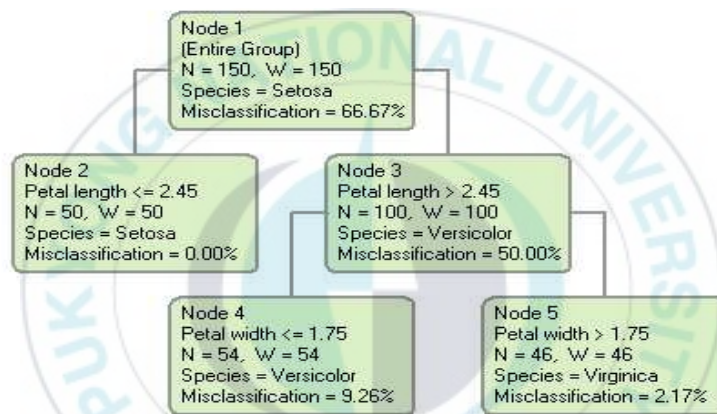 Node 1
(Entire Group)
N = 150, W = 150
Species = Setosa
Misclassification = 66.67%
Node 2
Petal length <= 2.45
N = 50, W = 50
Species = Setosa
Misclassification = 0.00%
Node 3
Petal length > 2.45
N = 100, W = 100
Species = Versicolor
Misclassification = 50.00%
Node 4
Petal width <= 1.75
N = 54, W = 54
Species = Versicolor
Misclassification = 9.26%
Node 5
Petal width > 1.75
N = 46, W = 46
Species = Virginica
Misclassification = 2.17%
NATIONAL UNIVERSIT